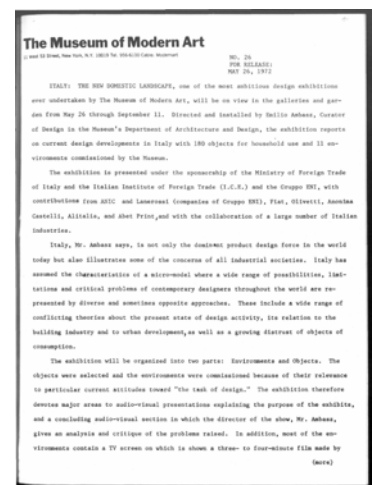 The Museum of Modern Art
West 53 Street, New York, N.Y. 10019 Tel. 956-6100 Cable: Modernart
NO. 26
FOR RELEASE:
MAY 26, 1972
ITALY: THE NEW DOMESTIC LANDSCAPE, one of the most ambitious design exhibitions
ever undertaken by The Museum of Modern Art, will be on view in the galleries and gar-
den from May 26 through September 11. Directed and installed by Emilio Ambasz, Curator
of Design in the Museum's Department of Architecture and Design, the exhibition reports
on current design developments in Italy with 180 objects for household use and 11 en-
vironments commissioned by the Museum.
The exhibition is presented under the sponsorship of the Ministry of Foreign Trade
of Italy and the Italian Institute of Foreign Trade (I.C.E.) and the Gruppo ENI, with
contributions from ANIC and Lanerossi (companies of Gruppo ENI), Fiat, Olivetti, Anonima
Castelli, Alitalia, and Abet Print, and with the collaboration of a large number of Italian
industries.
Italy, Mr. Ambasz says, is not only the dominant product design force in the world
today but also illustrates some of the concerns of all industrial societies. Italy has
assumed the characteristics of a micro-model where a wide range of possibilities, limi-
tations and critical problems of contemporary designers throughout the world are re-
presented by diverse and sometimes opposite approaches. These include a wide range of
conflicting theories about the present state of design activity, its relation to the
building industry and to urban development, as well as a growing distrust of objects of
consumption.
The exhibition will be organized into two parts: Environments and Objects. The
objects were selected and the environments were commissioned because of their relevance
to particular current attitudes toward "the task of design." The exhibition therefore
devotes major areas to audio-visual presentations explaining the purpose of the exhibits,
and a concluding audio-visual section in which the director of the show, Mr. Ambasz,
gives an analysis and critique of the problems raised. In addition, most of the en-
vironments contain a TV screen on which is shown a three- to four-minute film made by
(more)